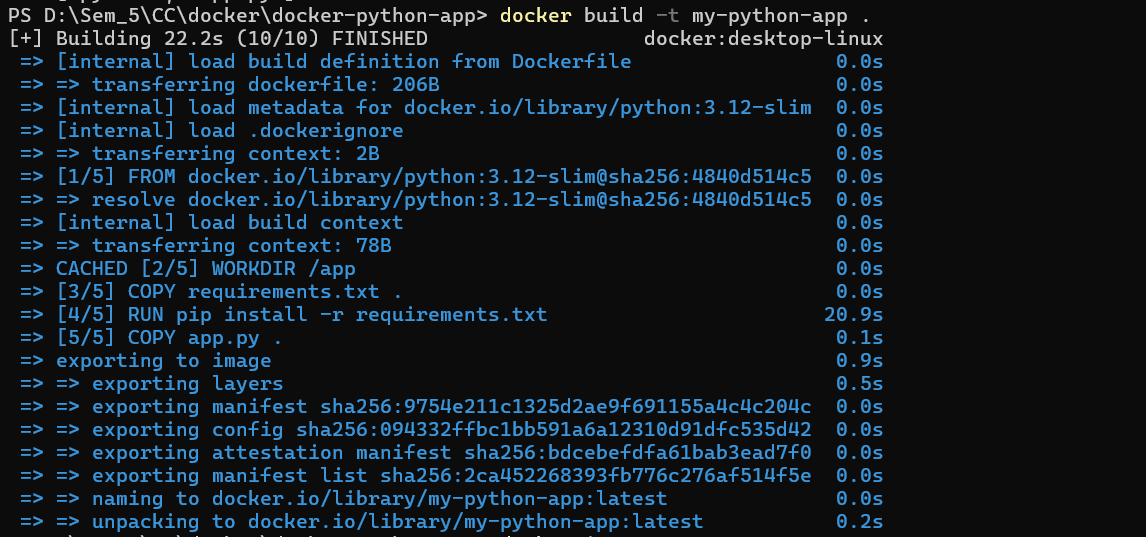 PS D:\Sem_5\CC\docker\docker-python-app> docker build -t my-python-app .
[+] Building 22.2s (10/10) FINISHED docker:desktop-linux
=> [internal] load build definition from Dockerfile 0.0s
=> => transferring dockerfile: 206B 0.0s
=> [internal] load metadata for docker.io/library/python:3.12-slim 0.0s
=> [internal] load .dockerignore 0.0s
=> => transferring context: 2B 0.0s
=> [1/5] FROM docker.io/library/python:3.12-slim@sha256:4840d514c5 0.0s
=> => resolve docker.io/library/python:3.12-slim@sha256:4840d514c5 0.0s
=> [internal] load build context 0.0s
=> => transferring context: 78B 0.0s
=> CACHED [2/5] WORKDIR /app 0.0s
=> [3/5] COPY requirements.txt . 0.0s
=> [4/5] RUN pip install -r requirements.txt 20.9s
=> [5/5] COPY app.py . 0.1s
=> exporting to image 0.9s
=> => exporting layers 0.5s
=> => exporting manifest sha256:9754e211c1325d2ae9f691155a4c4c204c 0.0s
=> => exporting config sha256:094332ffbc1bb591a6a12310d91dfc535d42 0.0s
=> => exporting attestation manifest sha256:bdcebefdfa61bab3ead7f0 0.0s
=> => exporting manifest list sha256:2ca452268393fb776c276af514f5e 0.0s
=> => naming to docker.io/library/my-python-app:latest 0.0s
=> => unpacking to docker.io/library/my-python-app:latest 0.2s